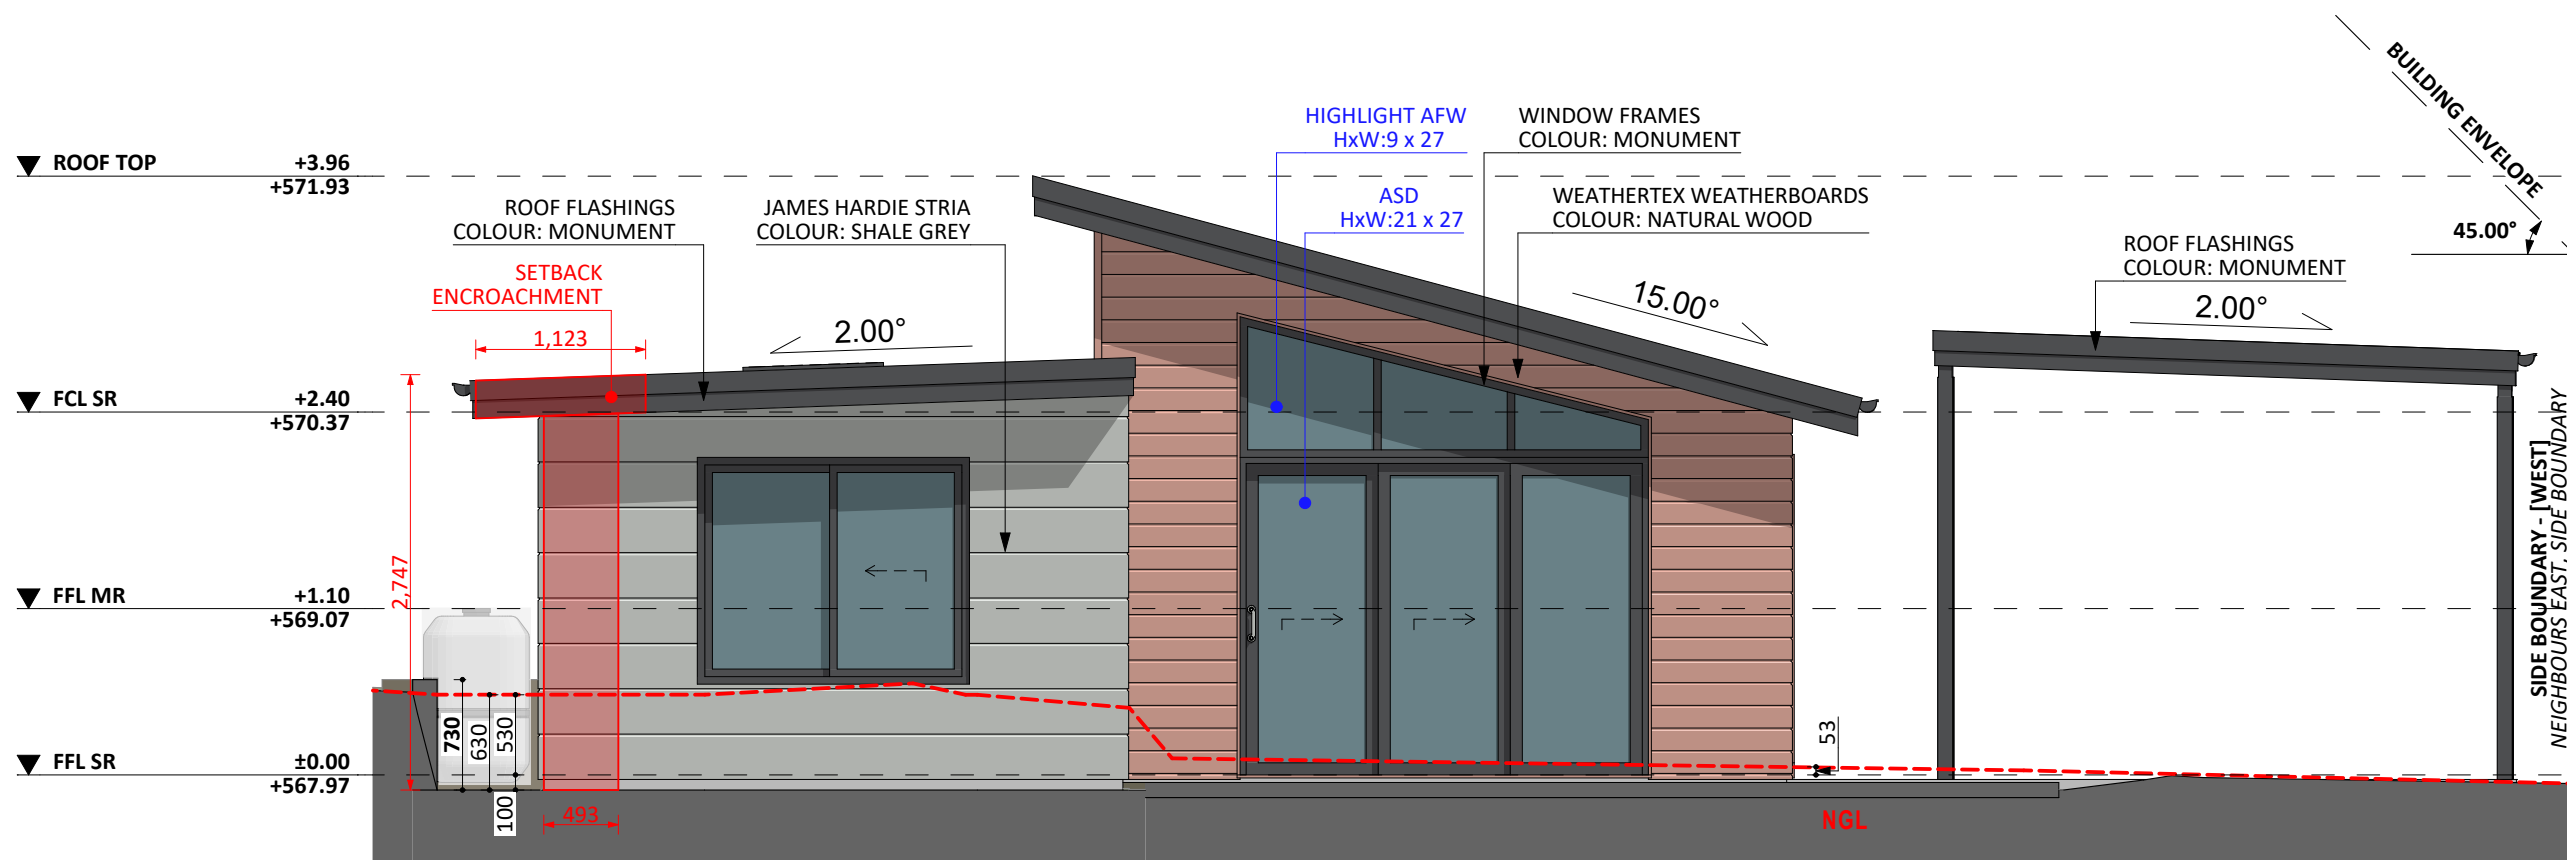 BUILDING ENVELOPE
45.00°
HIGHLIGHT AFW
HxW:9 x 27
WINDOW FRAMES
COLOUR: MONUMENT
ROOF TOP +3.96
+571.93
ASD
HxW:21 x 27
WEATHERTEX WEATHERBOARDS
COLOUR: NATURAL WOOD
ROOF FLASHINGS
COLOUR: MONUMENT
JAMES HARDIE STRIA
COLOUR: SHALE GREY
ROOF FLASHINGS
COLOUR: MONUMENT
SETBACK
ENCROACHMENT
1,123
2.00°
15.00°
2.00°
FCL SR +2.40
+570.37
2,747
FFL MR +1.10
+569.07
730
630
530
100
53
FFL SR ±0.00
+567.97
493
NGL
SIDE BOUNDARY - [WEST]
NEIGHBOURS EAST. SIDE BOUNDARY